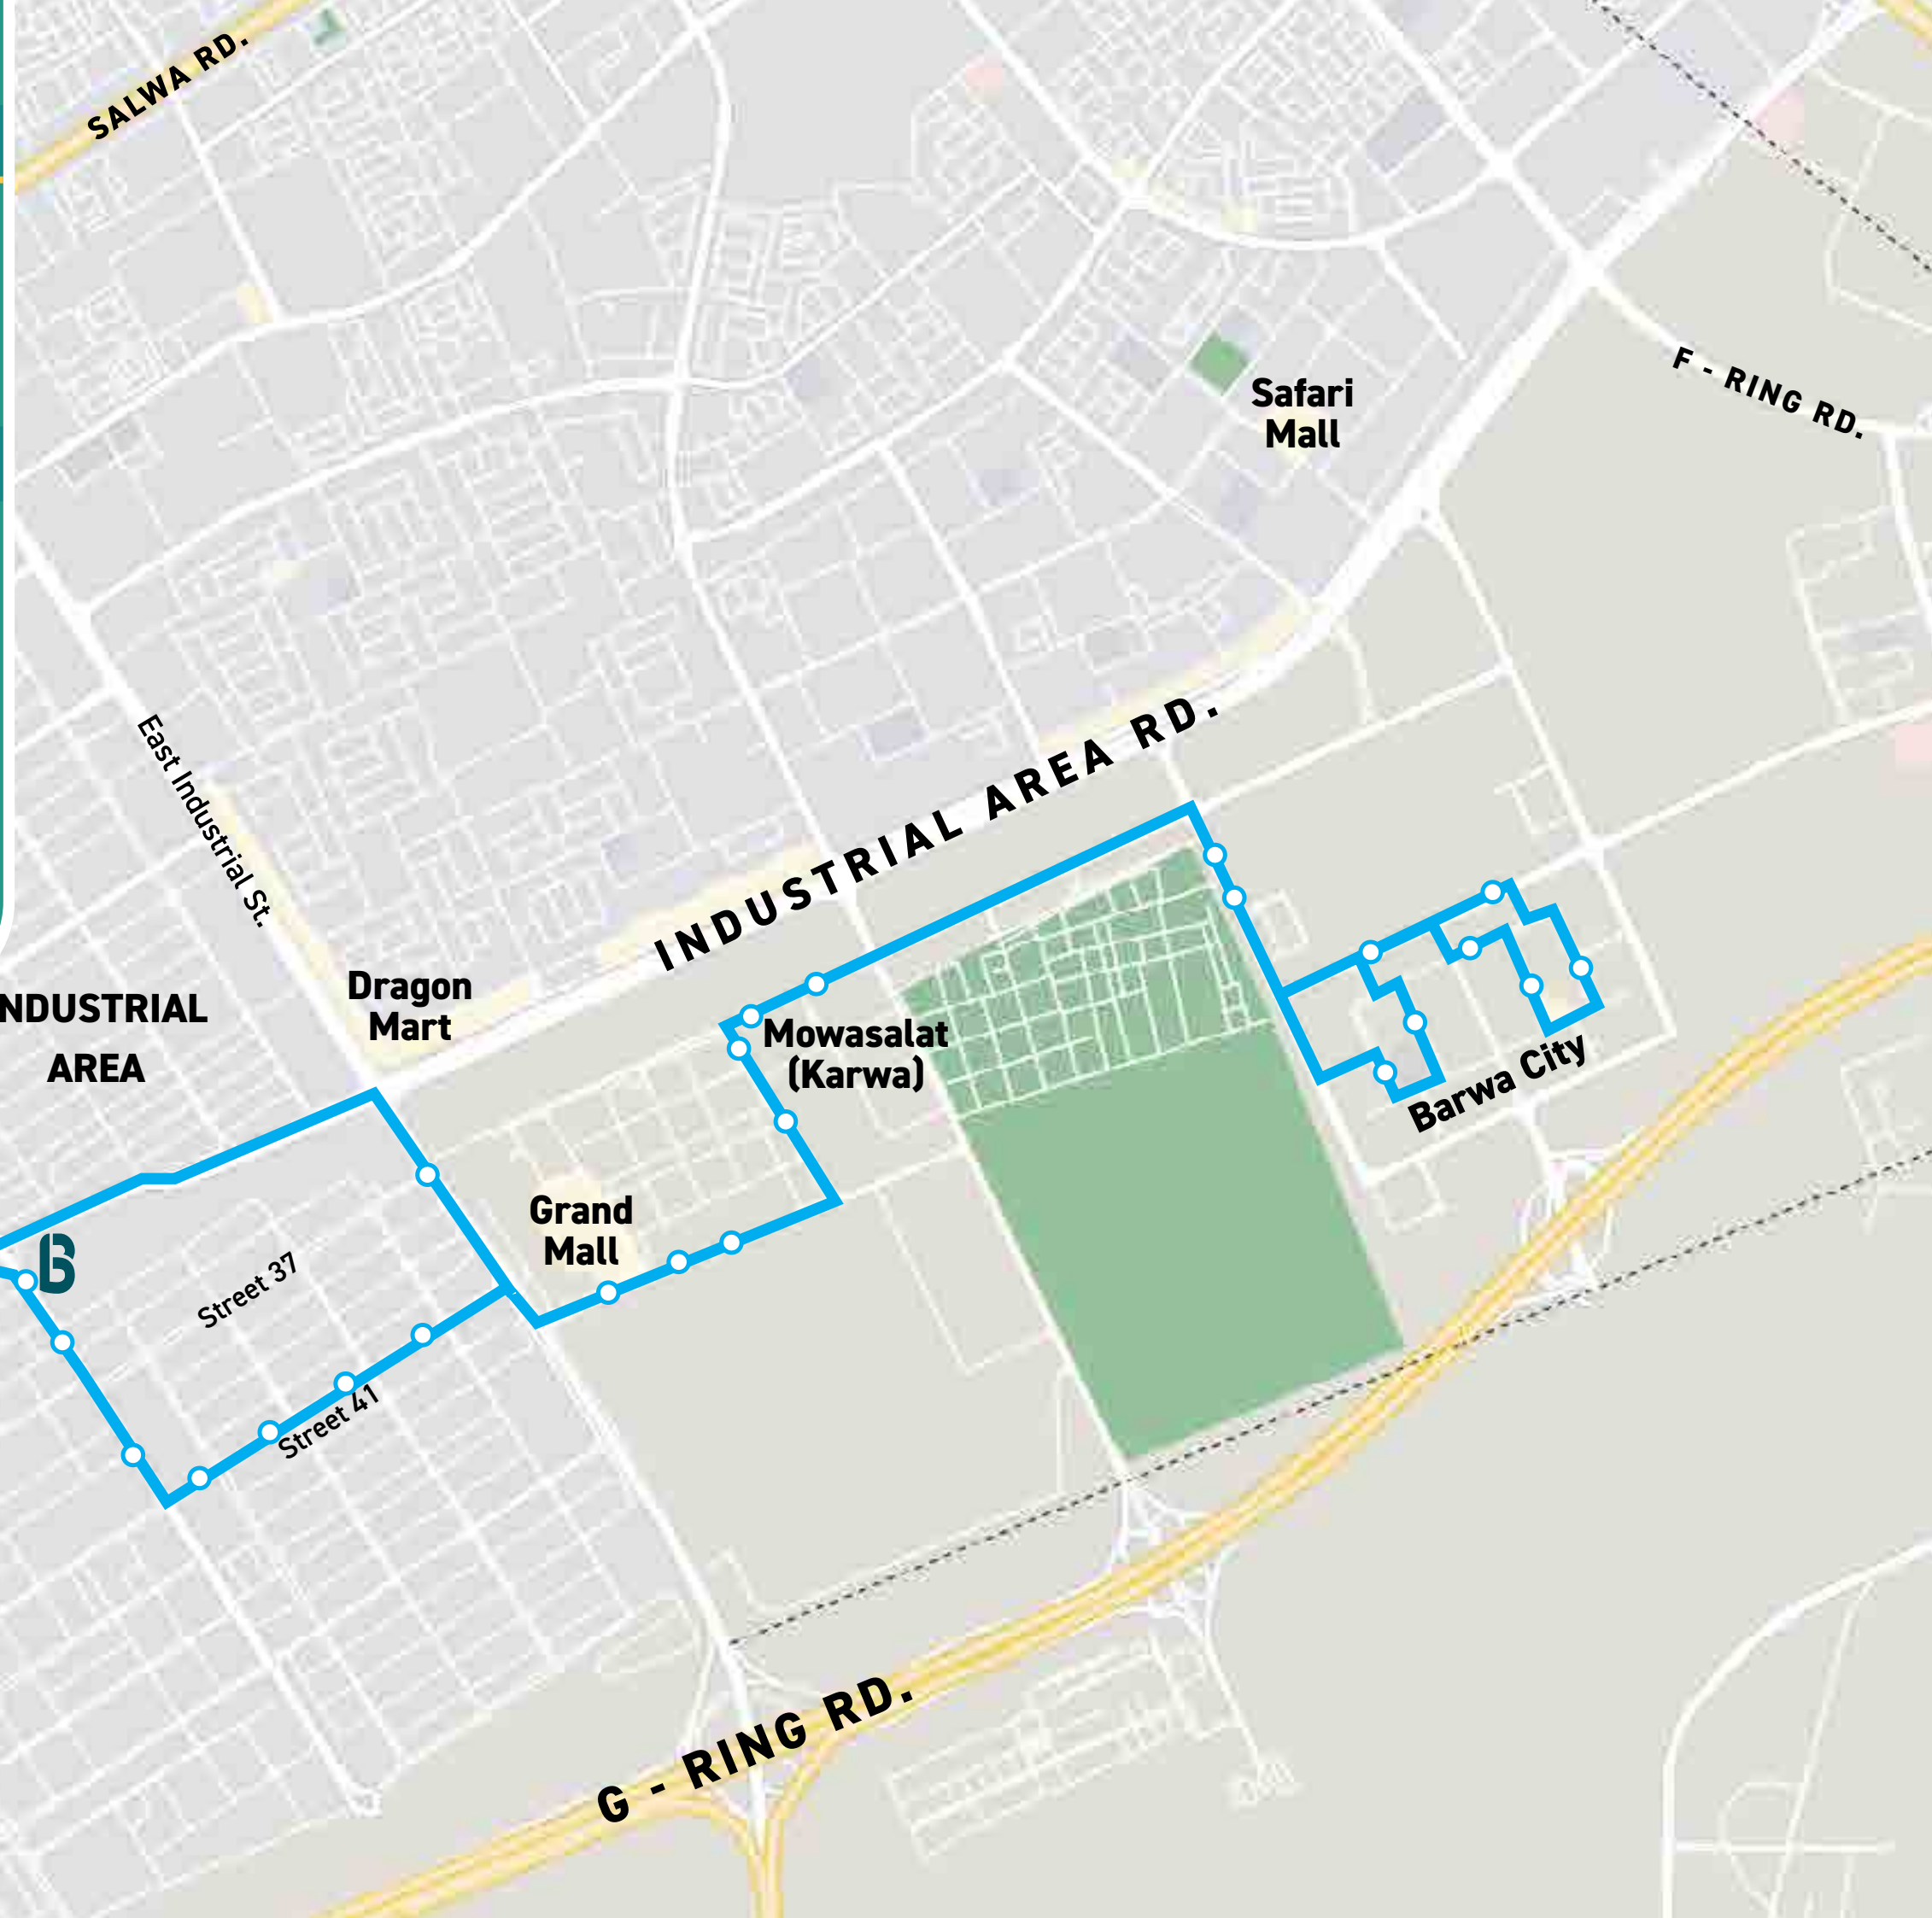 SALWA RD.
F - RING RD.
Safari
Mall
East Industrial St.
INDUSTRIAL AREA RD.
Dragon
Mart
NDUSTRIAL
AREA
Mowasalat
(Karwa)
Barwa City
Grand
Mall
B
Street 37
Street 41
G - RING RD.